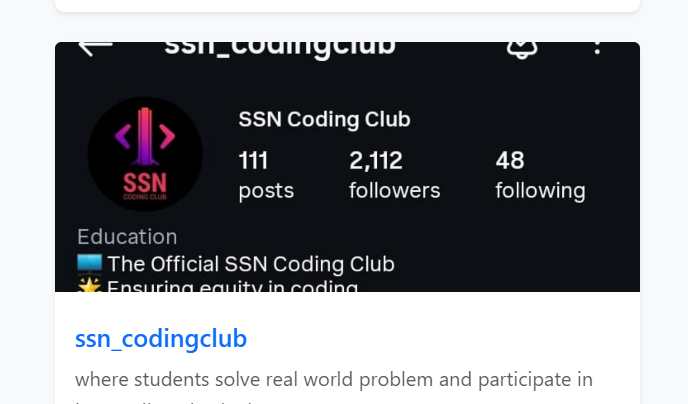 ssn_codingclub
SSN Coding Club
111 2,112 48
posts followers following
SSN
CODING CLUB
Education
The Official SSN Coding Club
Ensuring equity in coding
ssn_codingclub
where students solve real world problem and participate in